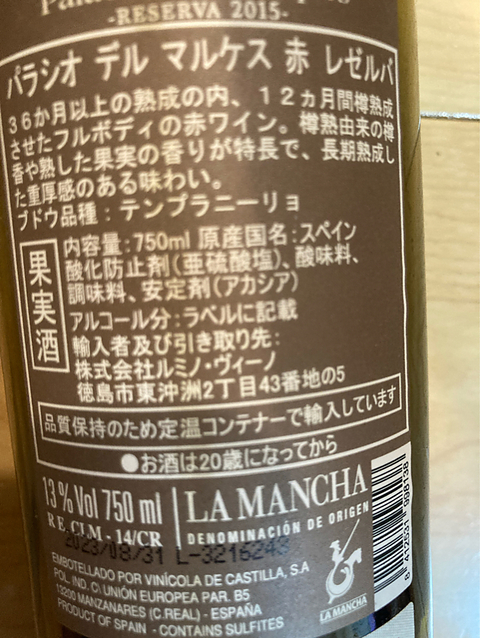 -RESERVA 2015-
パラシオ デル マルケス 赤 レゼルバ
36か月以上の熟成の内、12ヵ月間樽熟成
させたフルボディの赤ワイン。樽熟由来の樽
香や熟した果実の香りが特長で、長期熟成し
た重厚感のある味わい。
ブドウ品種：テンプラニーリョ
果実酒
内容量：750ml 原産国名：スペイン
酸化防止剤(亜硫酸塩)、酸味料、
調味料、安定剤(アカシア)
アルコール分：ラベルに記載
輸入者及び引き取り先：
株式会社ルミノ・ヴィーノ
徳島市東沖洲2丁目43番地の5
品質保持のため定温コンテナーで輸入しています
●お酒は20歳になってから
13%Vol 750 ml
R.E. CLM - 14/CR
LA MANCHA
DENOMINACIÓN DE ORIGEN
2023/08/31 L-3216243
EMBOTELLADO POR VINÍCOLA DE CASTILLA, S.A
POL. IND. C\ UNIÓN EUROPEA PAR. B5
13200 MANZANARES (C.REAL) - ESPAÑA
PRODUCT OF SPAIN - CONTAINS SULFITES
LA MANCHA